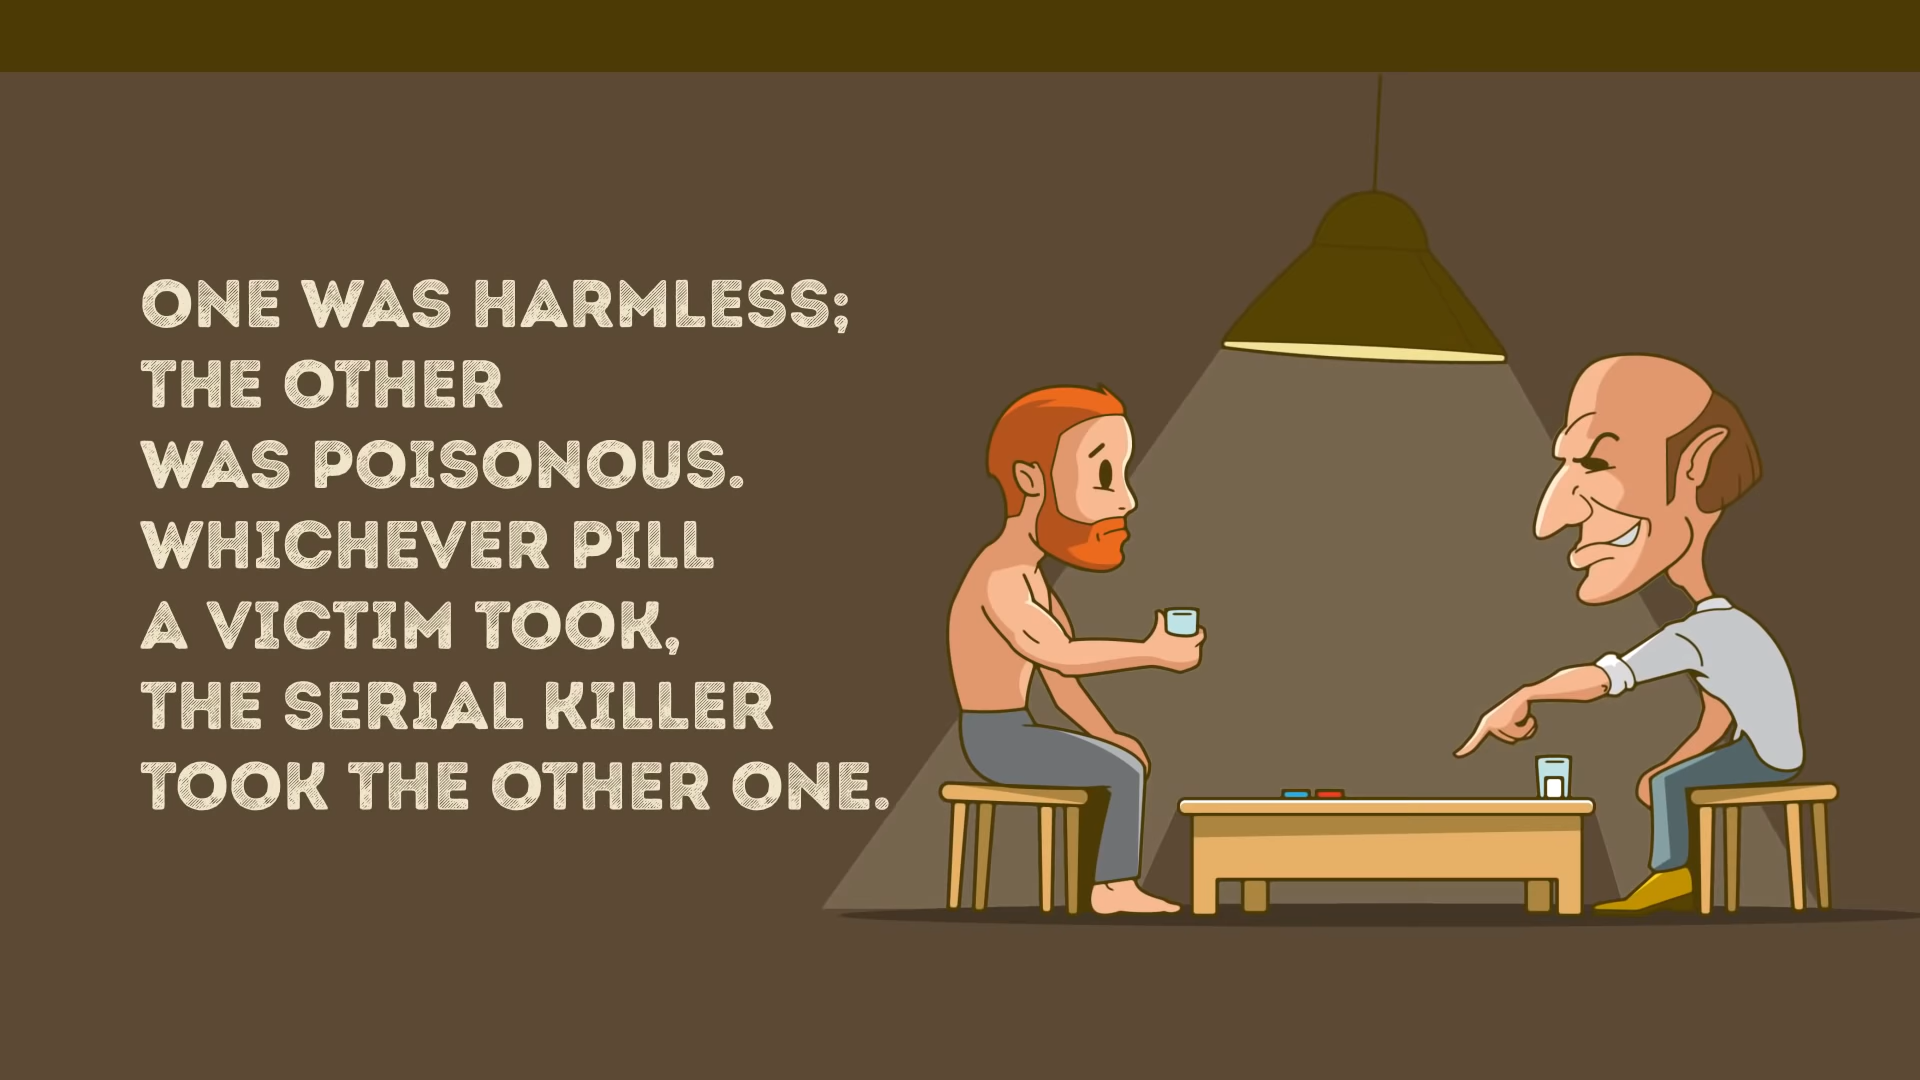 ONE WAS HARMLESS;
THE OTHER
WAS POISONOUS.
WHICHEVER PILL
A VICTIM TOOK,
THE SERIAL KILLER
TOOK THE OTHER ONE.